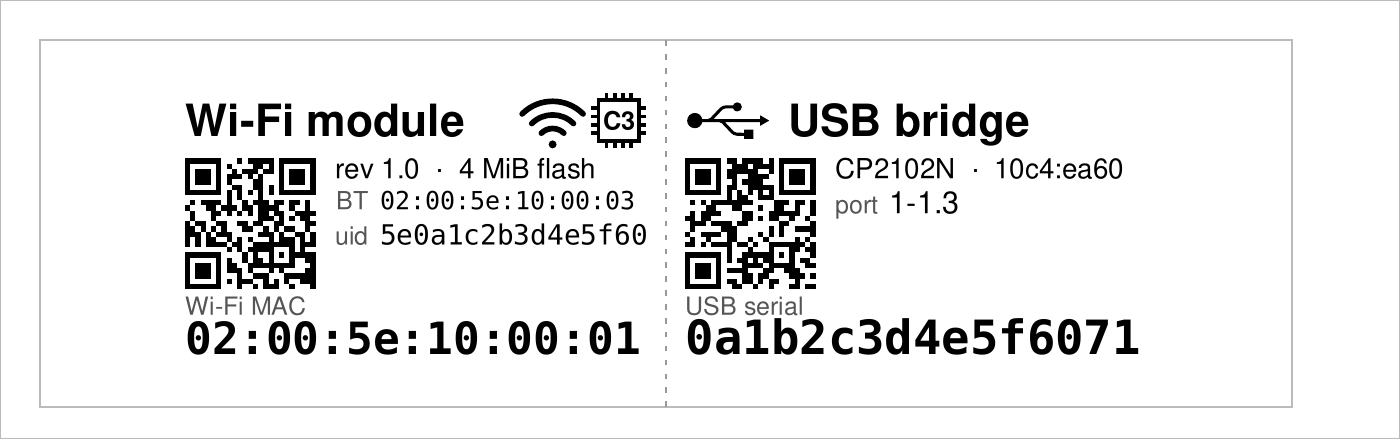 Wi-Fi module
C3
rev 1.0 · 4 MiB flash
BT 02:00:5e:10:00:03
uid 5e0a1c2b3d4e5f60
Wi-Fi MAC
02:00:5e:10:00:01
USB bridge
CP2102N · 10c4:ea60
port 1-1.3
USB serial
0a1b2c3d4e5f6071